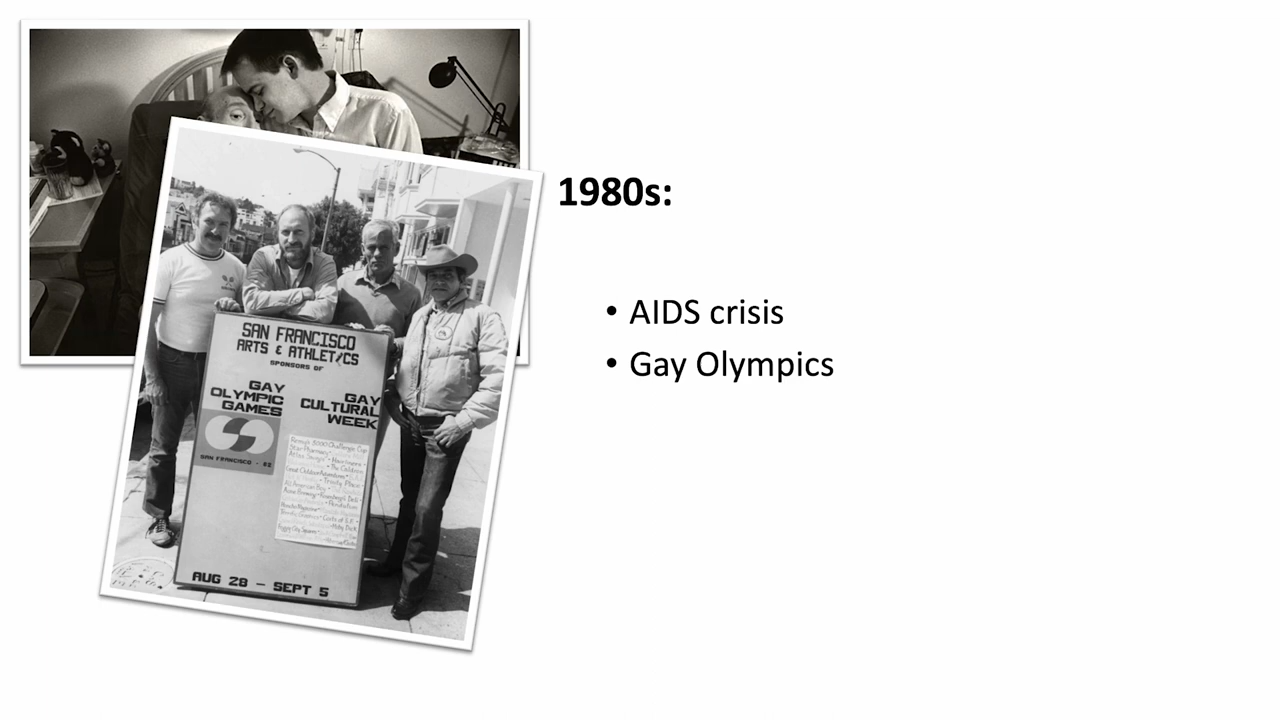 1980s:
• AIDS crisis
• Gay Olympics
SAN FRANCISCO
ARTS & ATHLETICS
SPONSORS OF
GAY
OLYMPIC
GAMES
GAY
CULTURAL
WEEK
SAN FRANCISCO - 82
AUG 28 - SEPT 5